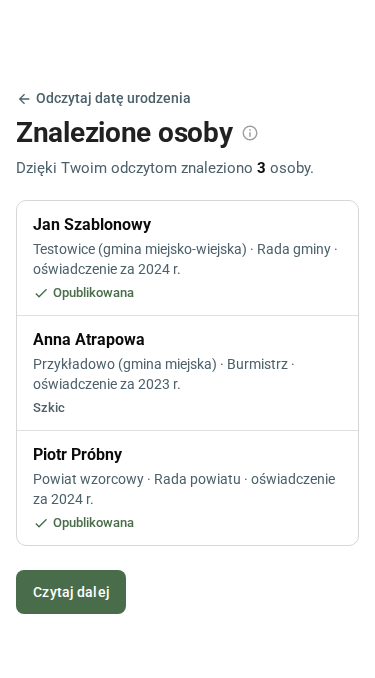 ← Odczytaj datę urodzenia
Znalezione osoby
Dzięki Twoim odczytom znaleziono 3 osoby.
Jan Szablonowy
Testowice (gmina miejsko-wiejska) · Rada gminy ·
oświadczenie za 2024 r.
Opublikowana
Anna Atrapowa
Przykładowo (gmina miejska) · Burmistrz ·
oświadczenie za 2023 r.
Szkic
Piotr Próbny
Powiat wzorcowy · Rada powiatu · oświadczenie
za 2024 r.
Opublikowana
Czytaj dalej